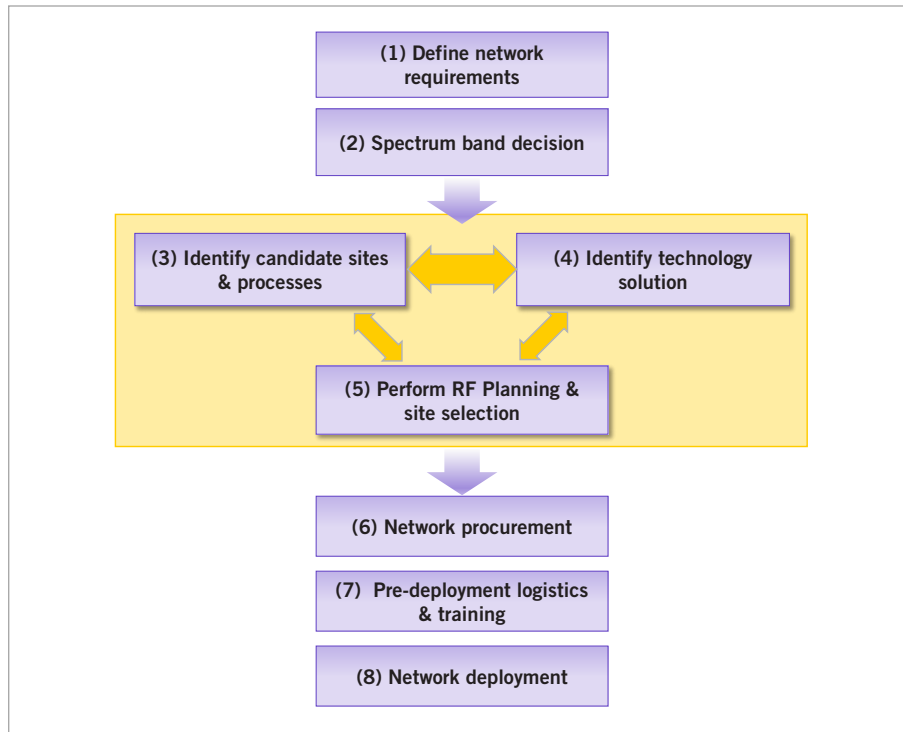 (1) Define network
requirements
(2) Spectrum band decision
(3) Identify candidate sites
& processes
(4) Identify technology
solution
(5) Perform RF Planning &
site selection
(6) Network procurement
(7) Pre-deployment logistics
& training
(8) Network deployment